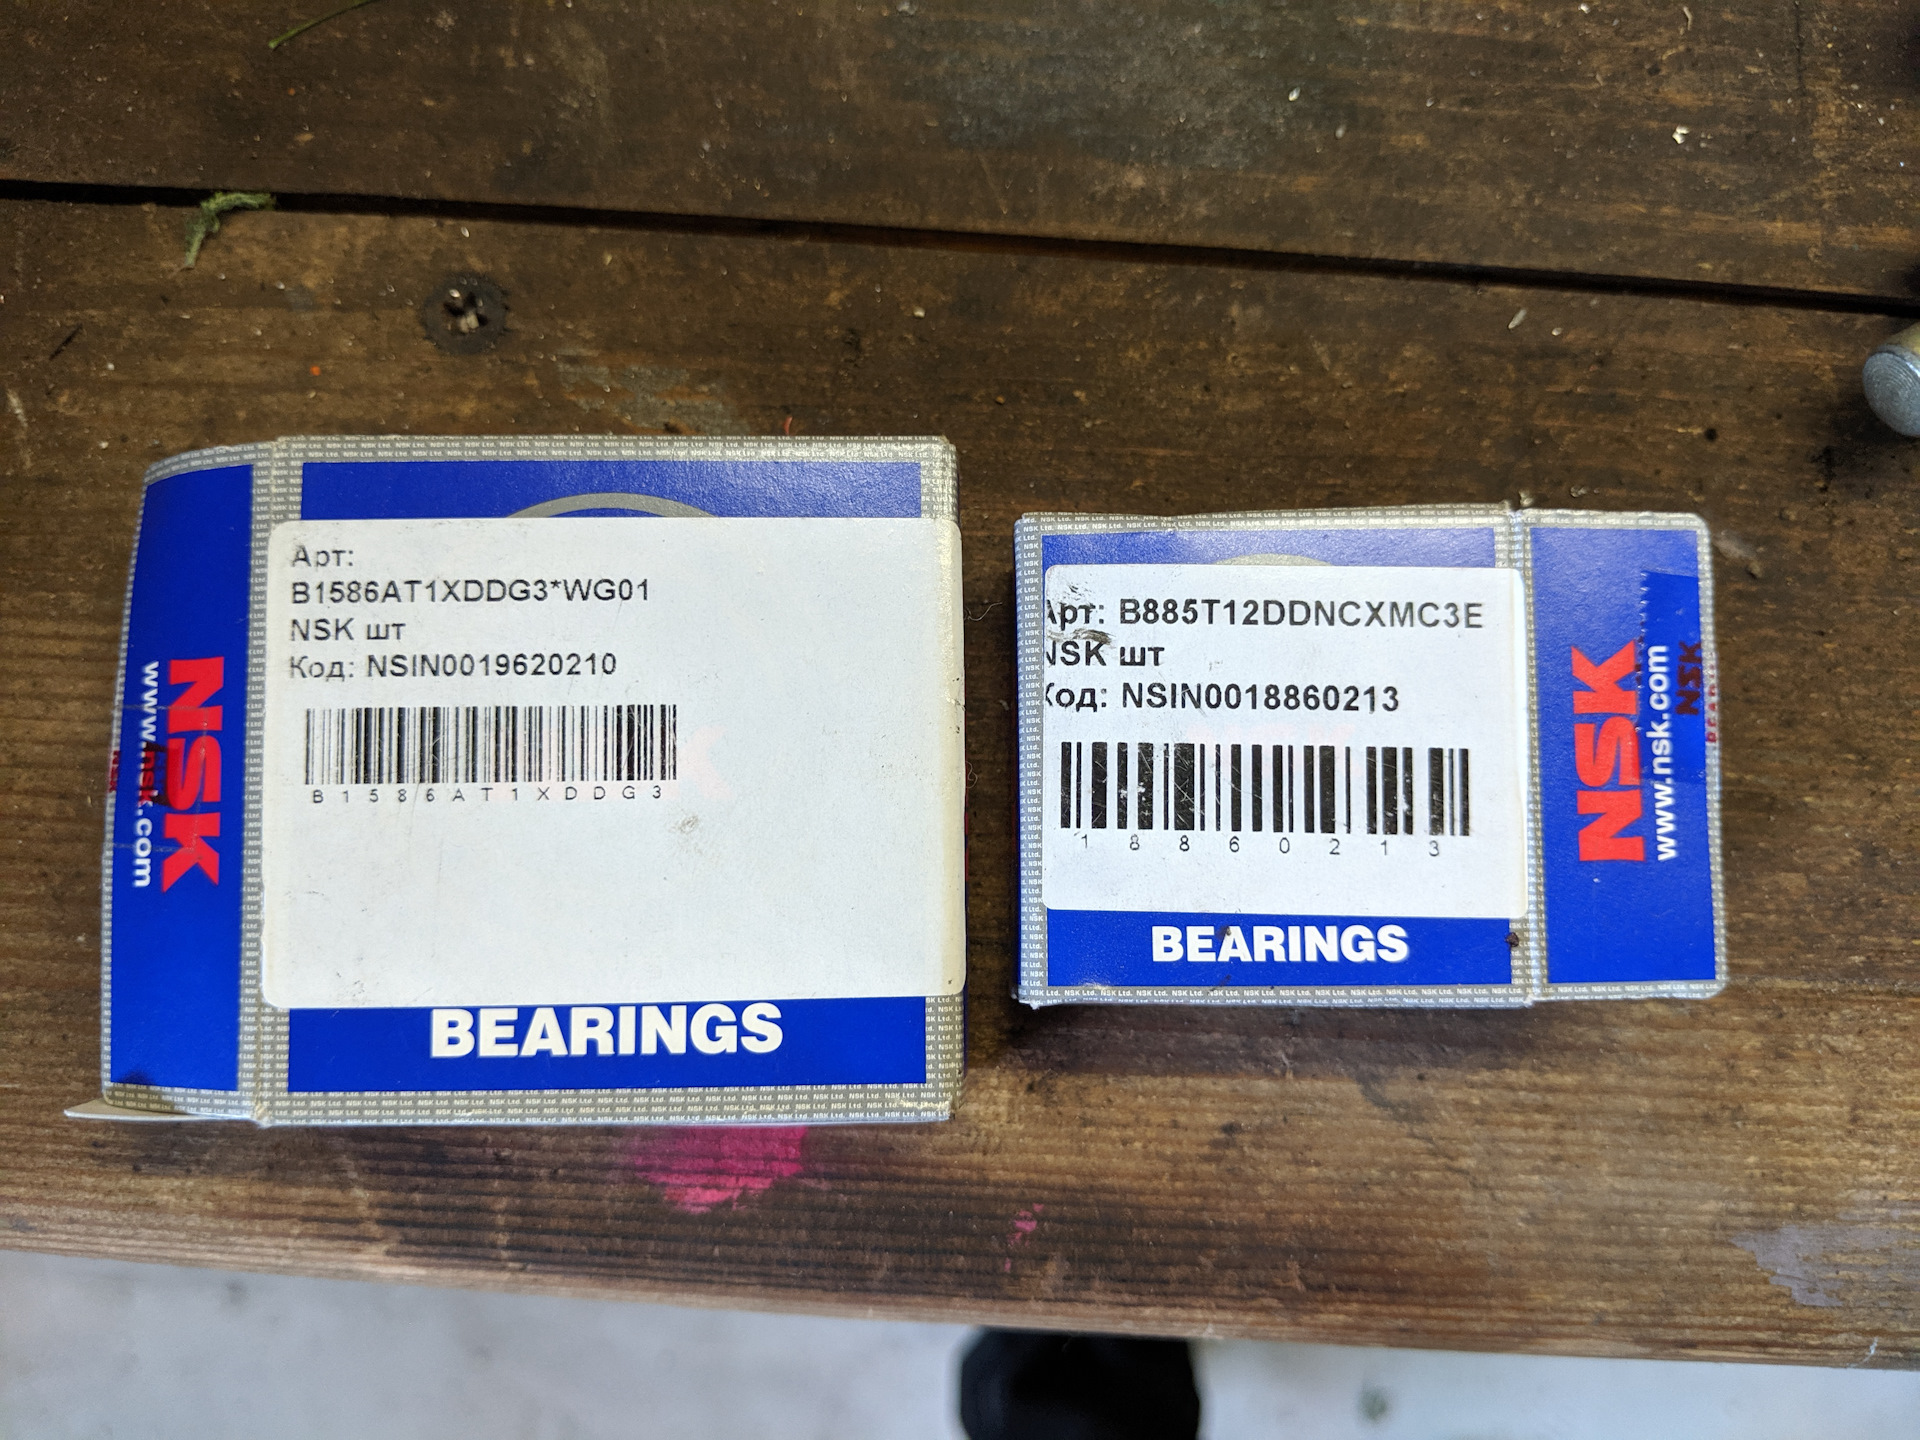 NSK
www.nsk.com
Арт:
B1586AT1XDDG3*WG01
NSK шт
Код: NSIN0019620210
B1586AT1XDDG3
BEARINGS
Арт: B885T12DDNCXMC3E
NSK шт
Код: NSIN0018860213
18860213
BEARINGS
NSK
www.nsk.com
NSK